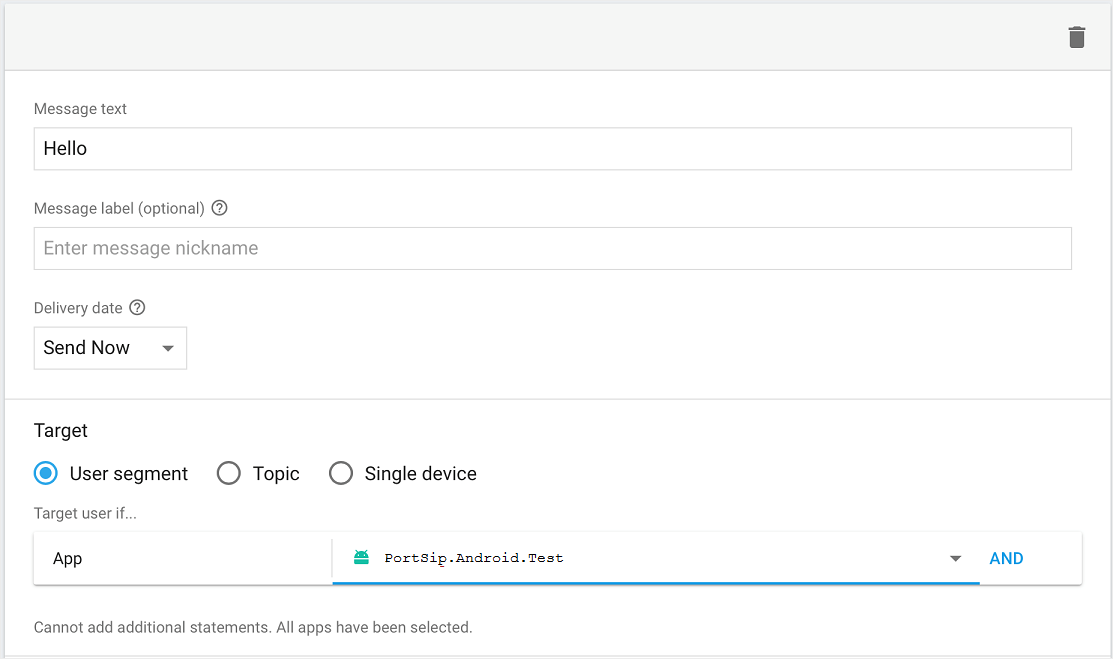 Message text
Hello
Message label (optional)
Enter message nickname
Delivery date
Send Now
Target
User segment Topic Single device
Target user if...
App PortSip.Android.Test AND
Cannot add additional statements. All apps have been selected.